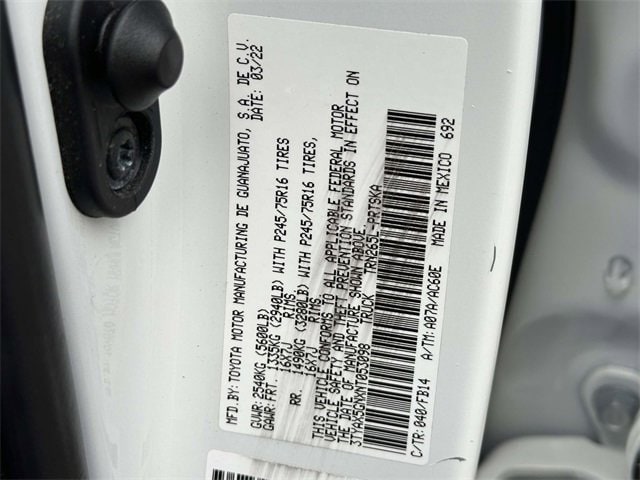 MFD.BY: TOYOTA MOTOR MANUFACTURING DE GUANAJUATO, S.A. DE C.V.
DATE: 03/22
GVWR: 2540KG (5600LB)
GAWR: FRT. 1335KG (2940LB) WITH P245/75R16 TIRES
16X7J RIMS,
RR. 1490KG (3280LB) WITH P245/75R16 TIRES,
16X7J RIMS,
THIS VEHICLE CONFORMS TO ALL APPLICABLE FEDERAL MOTOR
VEHICLE SAFETY AND THEFT PREVENTION STANDARDS IN EFFECT ON
THE DATE OF MANUFACTURE SHOWN ABOVE.
3TYAX5GNXNT053098 TRUCK TRN265L-PRTSKA
C/TR: 040/FB14 A/TM: A07A/AC60E MADE IN MEXICO 692